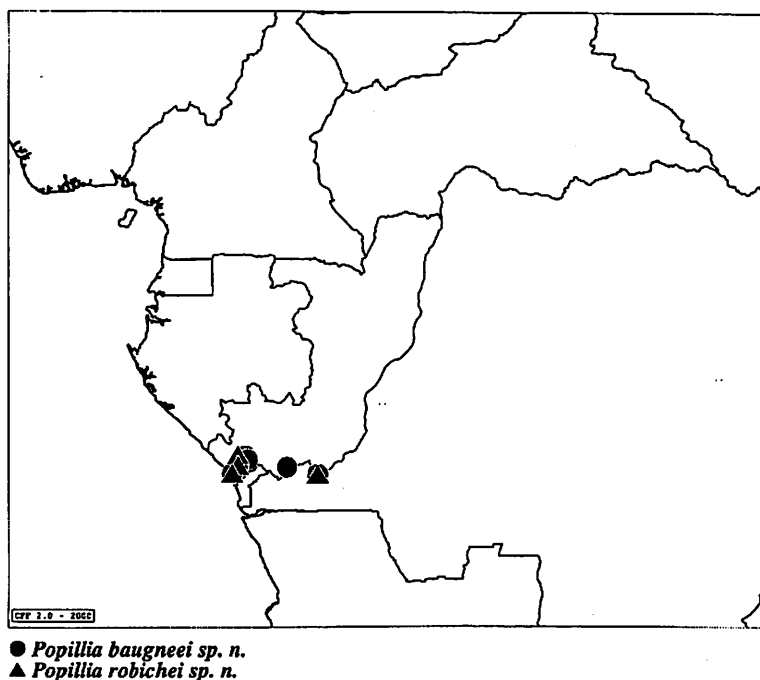 CFF 2.0 - 2000
Popillia baugneei sp. n.
Popillia robichei sp. n.